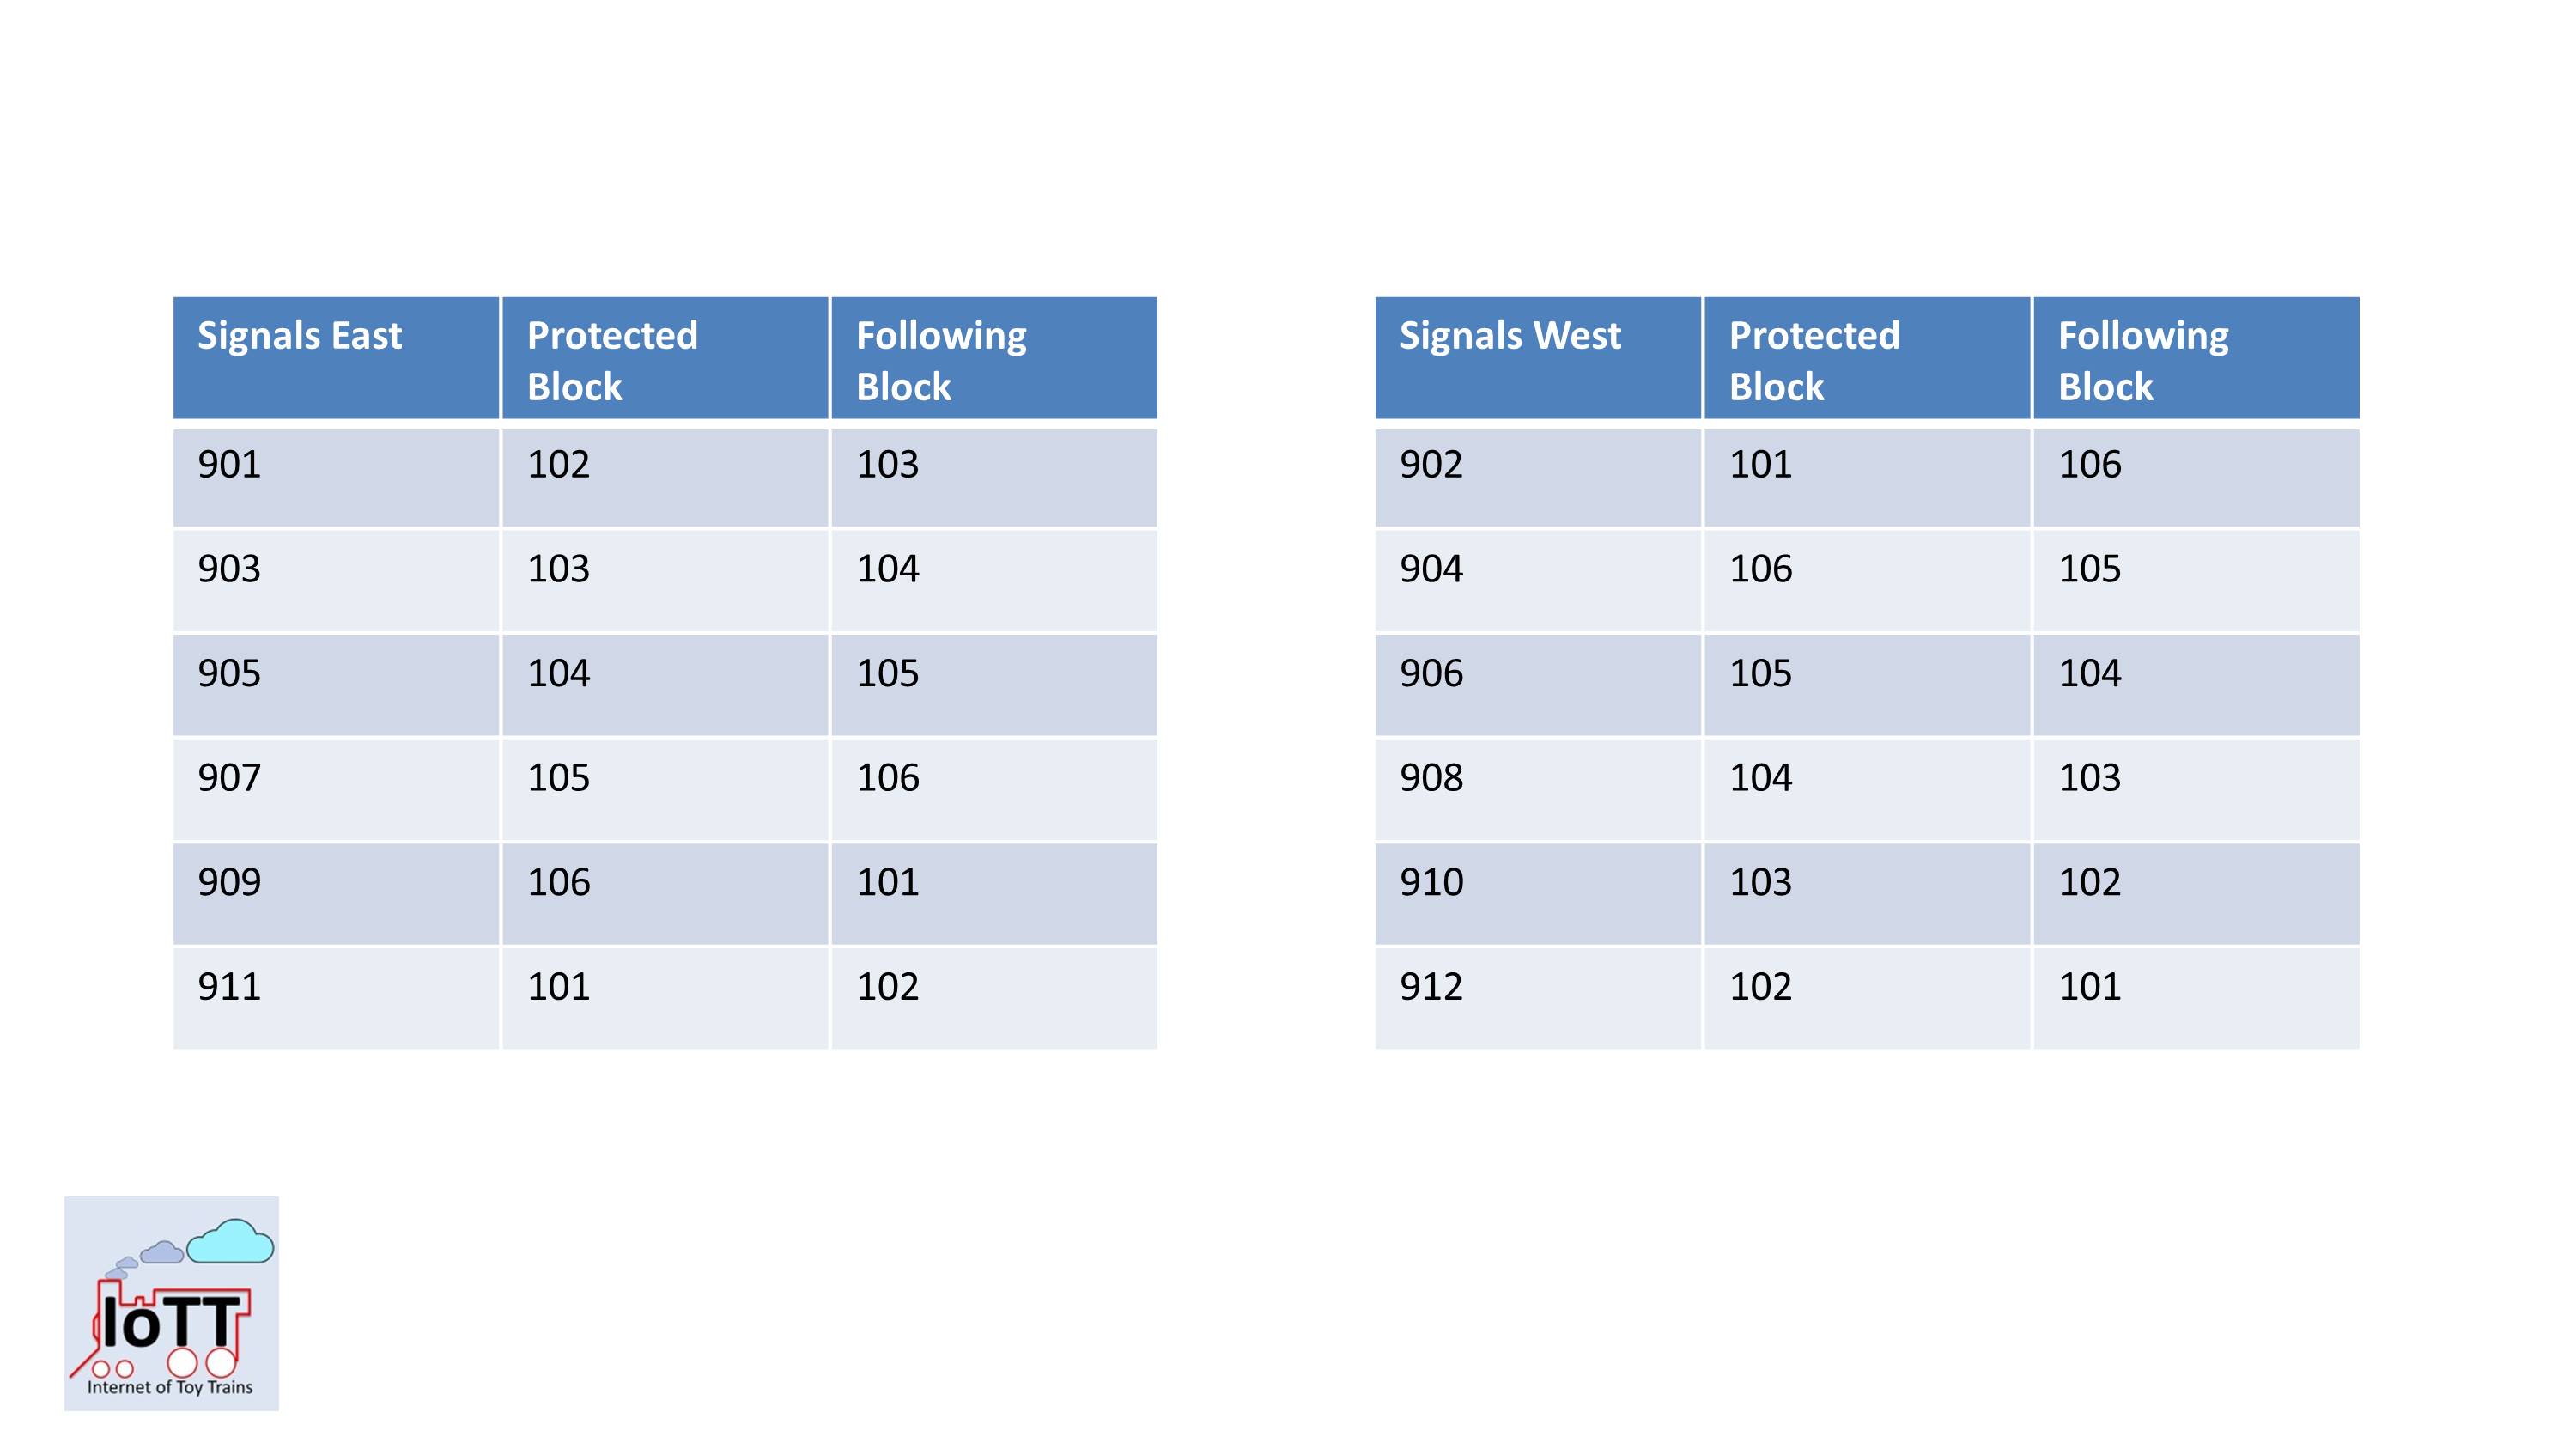 Signals East Protected Block Following Block
901 102 103
903 103 104
905 104 105
907 105 106
909 106 101
911 101 102
Signals West Protected Block Following Block
902 101 106
904 106 105
906 105 104
908 104 103
910 103 102
912 102 101
IoTT
Internet of Toy Trains